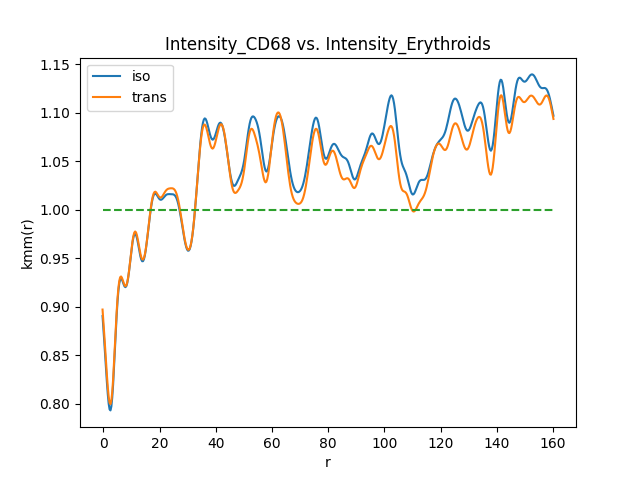 Intensity_CD68 vs. Intensity_Erythroids
iso
trans
1.15
1.10
1.05
1.00
0.95
0.90
0.85
0.80
kmm(r)
0 20 40 60 80 100 120 140 160
r